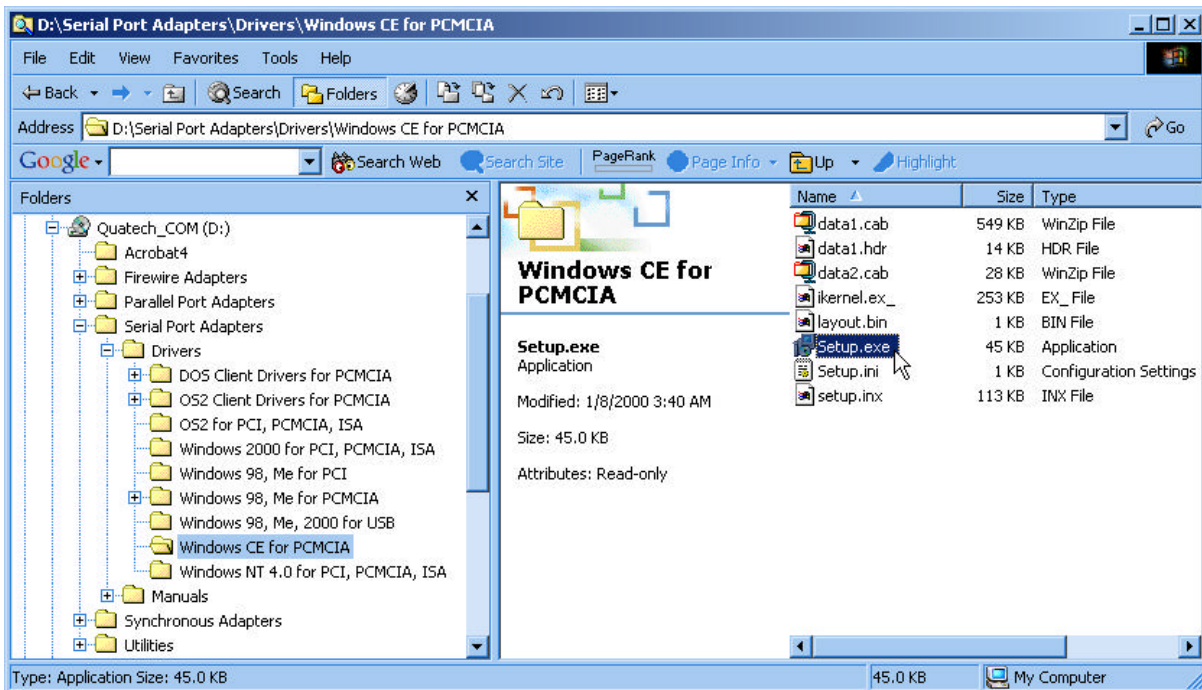 D:\Serial Port Adapters\Drivers\Windows CE for PCMCIA
File Edit View Favorites Tools Help
Back Search Folders
Address D:\Serial Port Adapters\Drivers\Windows CE for PCMCIA Go
Google Search Web Search Site PageRank Page Info Up Highlight
Folders
Quatech_COM (D:)
Acrobat4
Firewire Adapters
Parallel Port Adapters
Serial Port Adapters
Drivers
DOS Client Drivers for PCMCIA
OS2 Client Drivers for PCMCIA
OS2 for PCI, PCMCIA, ISA
Windows 2000 for PCI, PCMCIA, ISA
Windows 98, Me for PCI
Windows 98, Me for PCMCIA
Windows 98, Me, 2000 for USB
Windows CE for PCMCIA
Windows NT 4.0 for PCI, PCMCIA, ISA
Manuals
Synchronous Adapters
Utilities
Windows CE for
PCMCIA
Setup.exe
Application
Modified: 1/8/2000 3:40 AM
Size: 45.0 KB
Attributes: Read-only
Name Size Type
data1.cab 549 KB WinZip File
data1.hdr 14 KB HDR File
data2.cab 28 KB WinZip File
ikernel.ex_ 253 KB EX_ File
layout.bin 1 KB BIN File
Setup.exe 45 KB Application
Setup.ini 1 KB Configuration Settings
setup.inx 113 KB INX File
Type: Application Size: 45.0 KB 45.0 KB My Computer